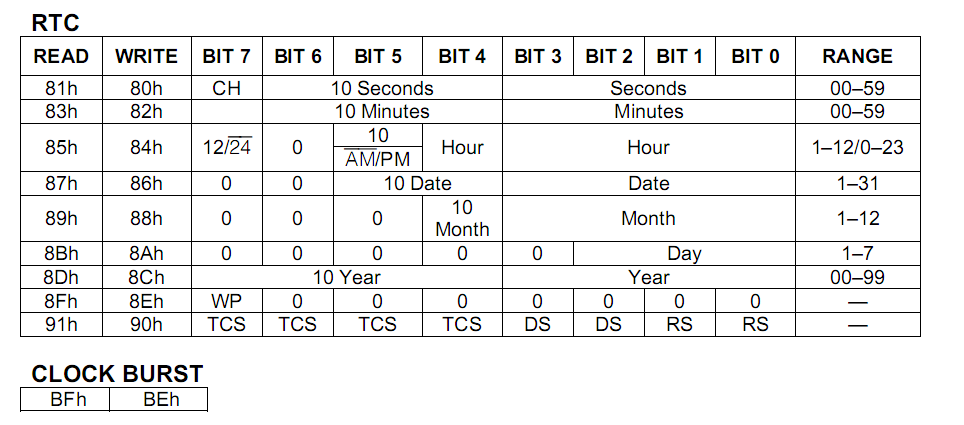 RTC
READ WRITE BIT 7 BIT 6 BIT 5 BIT 4 BIT 3 BIT 2 BIT 1 BIT 0 RANGE
81h 80h CH 10 Seconds Seconds 00–59
83h 82h 10 Minutes Minutes 00–59
85h 84h 12/2̅4̅ 0 10 Hour Hour 1–12/0–23
A̅M̅/PM
87h 86h 0 0 10 Date Date 1–31
89h 88h 0 0 0 10 Month Month 1–12
8Bh 8Ah 0 0 0 0 0 Day 1–7
8Dh 8Ch 10 Year Year 00–99
8Fh 8Eh WP 0 0 0 0 0 0 0 —
91h 90h TCS TCS TCS TCS DS DS RS RS —
CLOCK BURST
BFh BEh